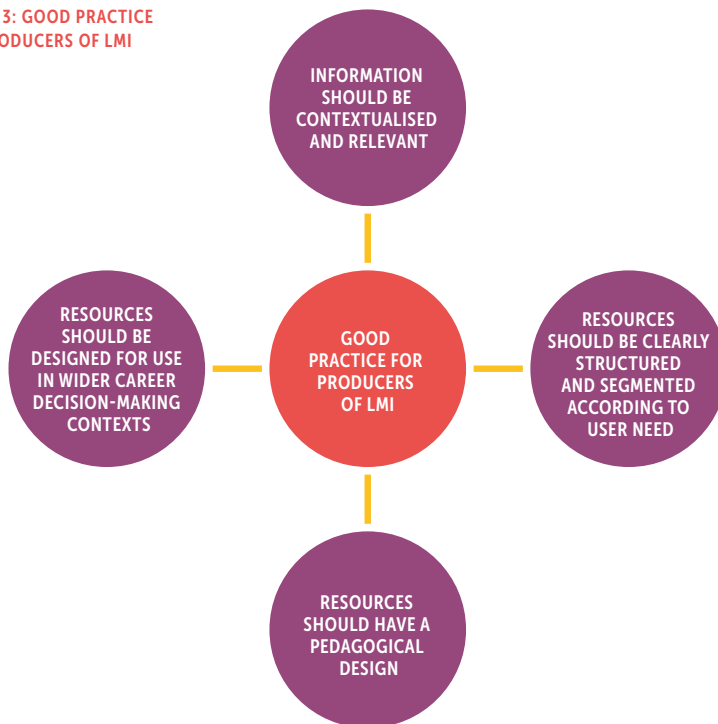 3: GOOD PRACTICE
ODUCERS OF LMI
INFORMATION
SHOULD BE
CONTEXTUALISED
AND RELEVANT
RESOURCES
SHOULD BE
DESIGNED FOR USE
IN WIDER CAREER
DECISION-MAKING
CONTEXTS
GOOD
PRACTICE FOR
PRODUCERS
OF LMI
RESOURCES
SHOULD BE CLEARLY
STRUCTURED
AND SEGMENTED
ACCORDING TO
USER NEED
RESOURCES
SHOULD HAVE A
PEDAGOGICAL
DESIGN